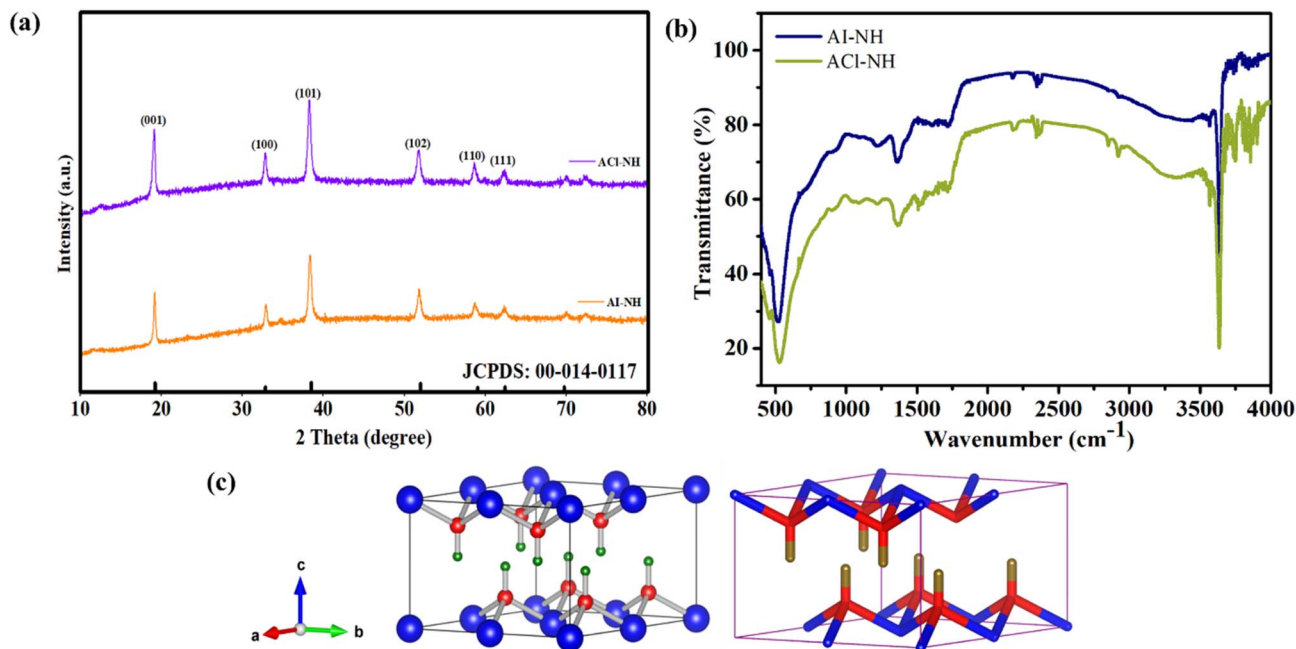 (a)
(001)
(100)
(101)
(102)
(110)
(111)
ACl-NH
AI-NH
JCPDS: 00-014-0117
Intensity (a.u.)
10 20 30 40 50 60 70 80
2 Theta (degree)
(b)
AI-NH
ACl-NH
100
80
60
40
20
Transmittance (%)
500 1000 1500 2000 2500 3000 3500 4000
Wavenumber (cm⁻¹)
(c)
c
a
b